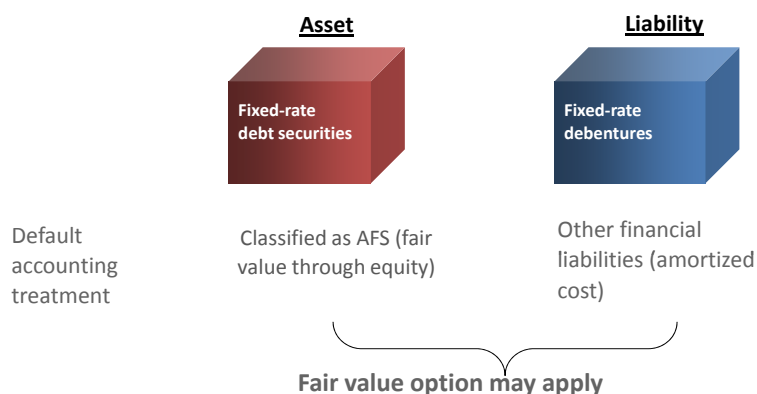 Asset
Liability
Fixed-rate
debt securities
Fixed-rate
debentures
Default
accounting
treatment
Classified as AFS (fair
value through equity)
Other financial
liabilities (amortized
cost)
Fair value option may apply